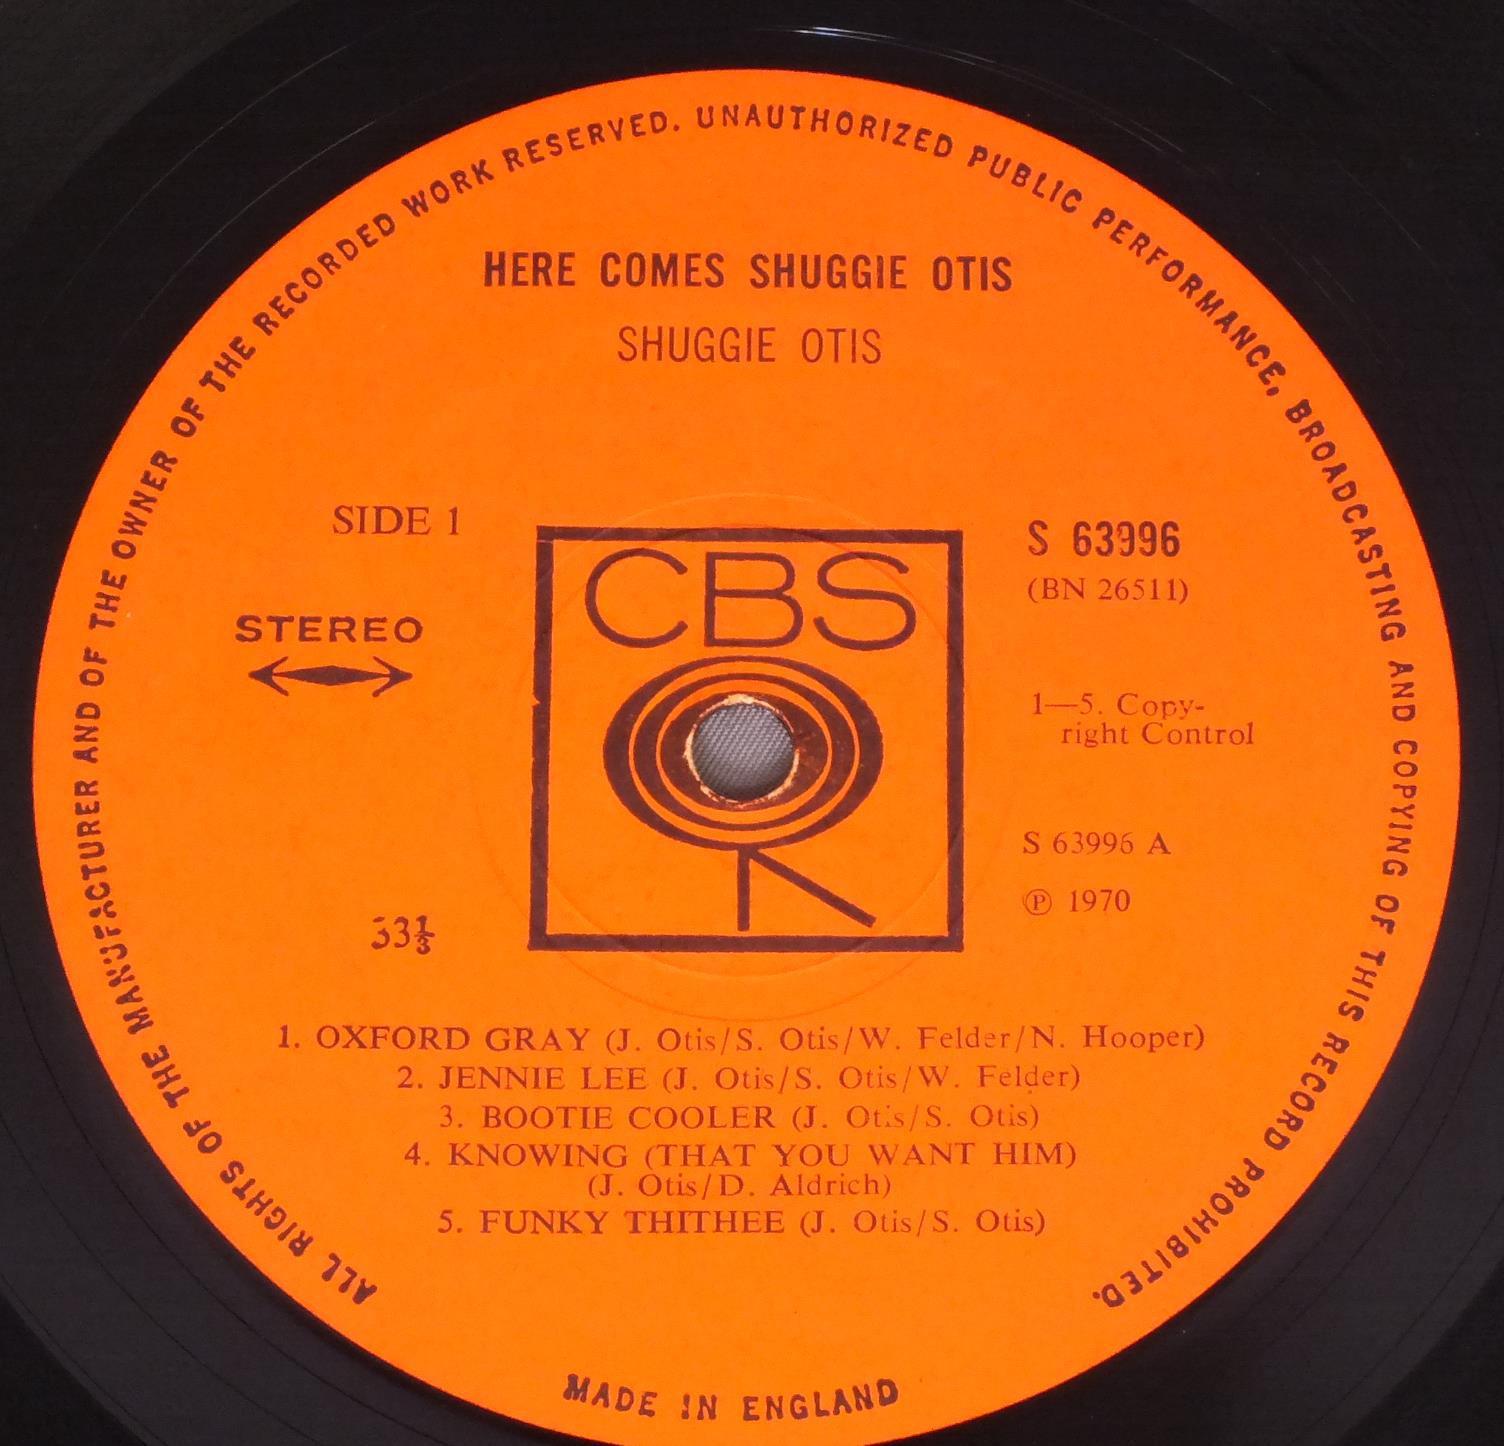 ALL RIGHTS OF THE MANUFACTURER AND OF THE OWNER OF THE RECORDED WORK RESERVED. UNAUTHORIZED PUBLIC PERFORMANCE, BROADCASTING AND COPYING OF THIS RECORD PROHIBITED.
HERE COMES SHUGGIE OTIS
SHUGGIE OTIS
SIDE 1
STEREO
33⅓
CBS
S 63996
(BN 26511)
1—5. Copy-
right Control
S 63996 A
℗ 1970
1. OXFORD GRAY (J. Otis/S. Otis/W. Felder/N. Hooper)
2. JENNIE LEE (J. Otis/S. Otis/W. Felder)
3. BOOTIE COOLER (J. Otis/S. Otis)
4. KNOWING (THAT YOU WANT HIM)
(J. Otis/D. Aldrich)
5. FUNKY THITHEE (J. Otis/S. Otis)
MADE IN ENGLAND